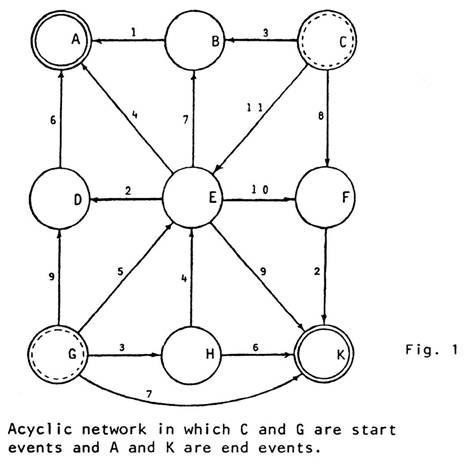 A 1 B 3 C
6 4 7 11 8
D 2 E 10 F
9 5 4 9 2
G 3 H 6 K
7
Fig. 1
Acyclic network in which C and G are start
events and A and K are end events.